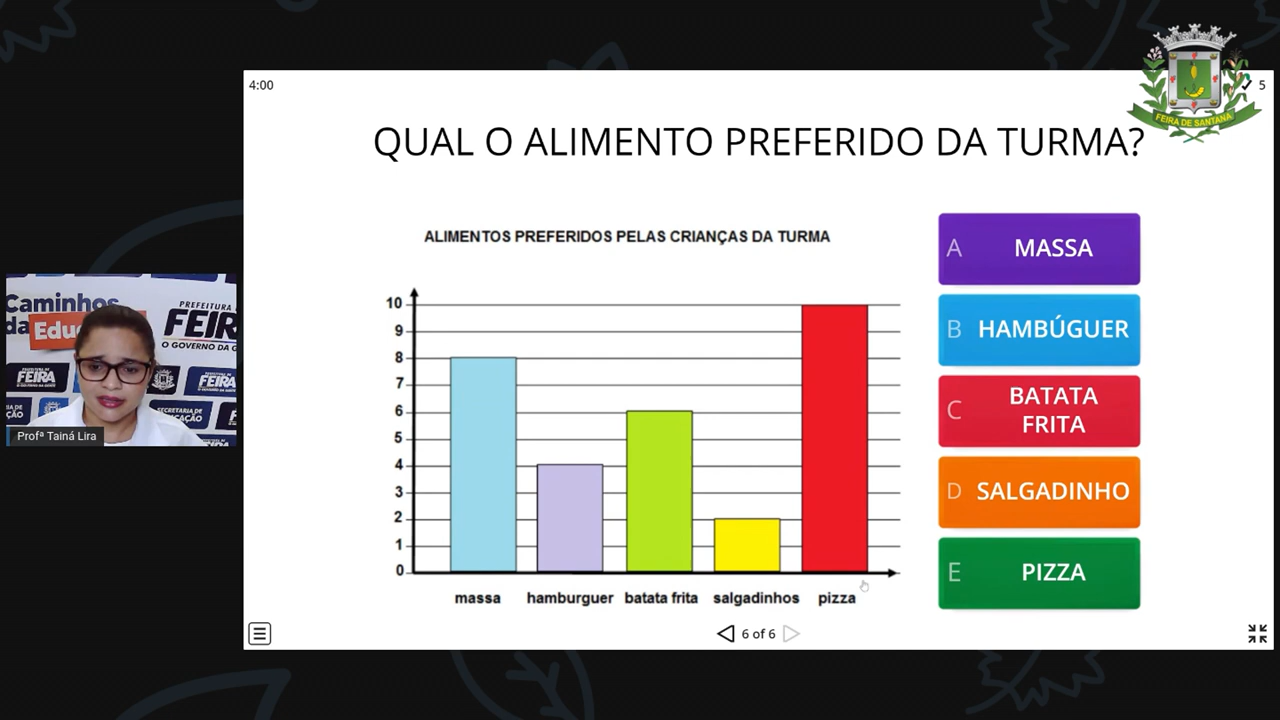 FEIRA DE SANTANA
4:00
5
QUAL O ALIMENTO PREFERIDO DA TURMA?
ALIMENTOS PREFERIDOS PELAS CRIANÇAS DA TURMA
10
9
8
7
6
5
4
3
2
1
0
massa hamburguer batata frita salgadinhos pizza
A MASSA
B HAMBÚGUER
C BATATA
FRITA
D SALGADINHO
E PIZZA
6 of 6
Caminhos
da Edu
PREFEITURA
FEIR
O GOVERNO DA G
FEIRA
FEIRA
SECRETARIA DE
Profª Tainá Lira